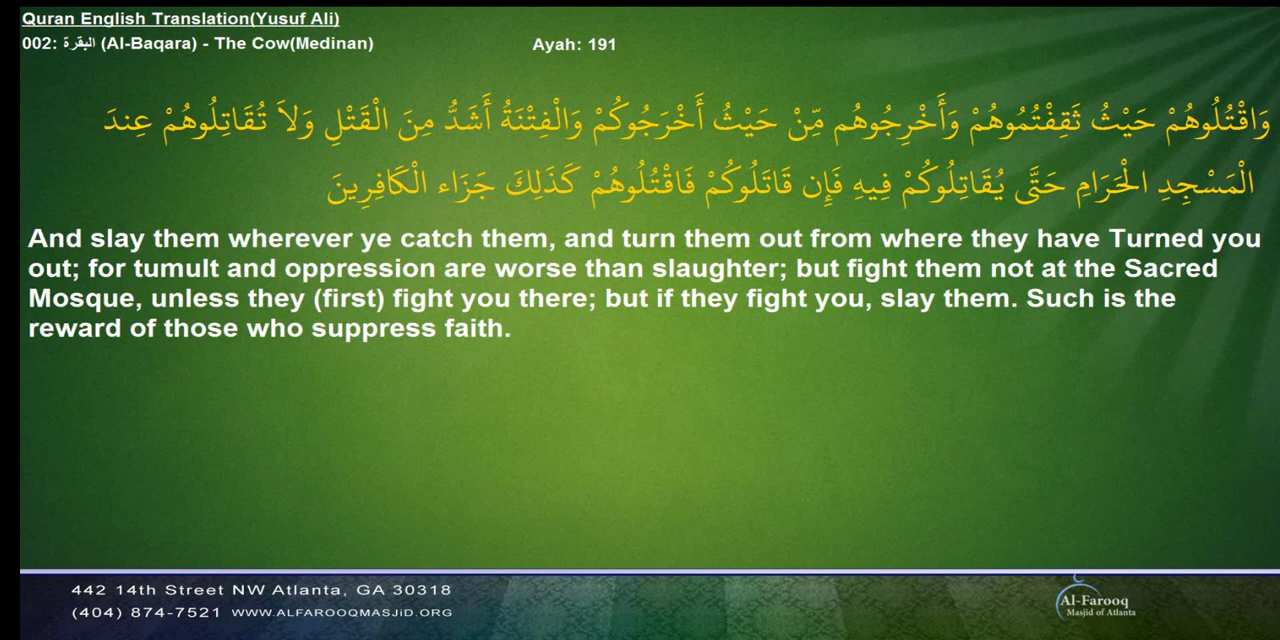 Quran English Translation(Yusuf Ali)
002: البقرة (Al-Baqara) - The Cow(Medinan)
Ayah: 191
وَاقْتُلُوهُمْ حَيْثُ ثَقِفْتُمُوهُمْ وَأَخْرِجُوهُم مِّنْ حَيْثُ أَخْرَجُوكُمْ وَالْفِتْنَةُ أَشَدُّ مِنَ الْقَتْلِ وَلاَ تُقَاتِلُوهُمْ عِندَ
الْمَسْجِدِ الْحَرَامِ حَتَّى يُقَاتِلُوكُمْ فِيهِ فَإِن قَاتَلُوكُمْ فَاقْتُلُوهُمْ كَذَلِكَ جَزَاء الْكَافِرِينَ
And slay them wherever ye catch them, and turn them out from where they have Turned you
out; for tumult and oppression are worse than slaughter; but fight them not at the Sacred
Mosque, unless they (first) fight you there; but if they fight you, slay them. Such is the
reward of those who suppress faith.
442 14th Street NW Atlanta, GA 30318
(404) 874-7521 WWW.ALFAROOQMASJID.ORG
Al-Farooq
Masjid of Atlanta